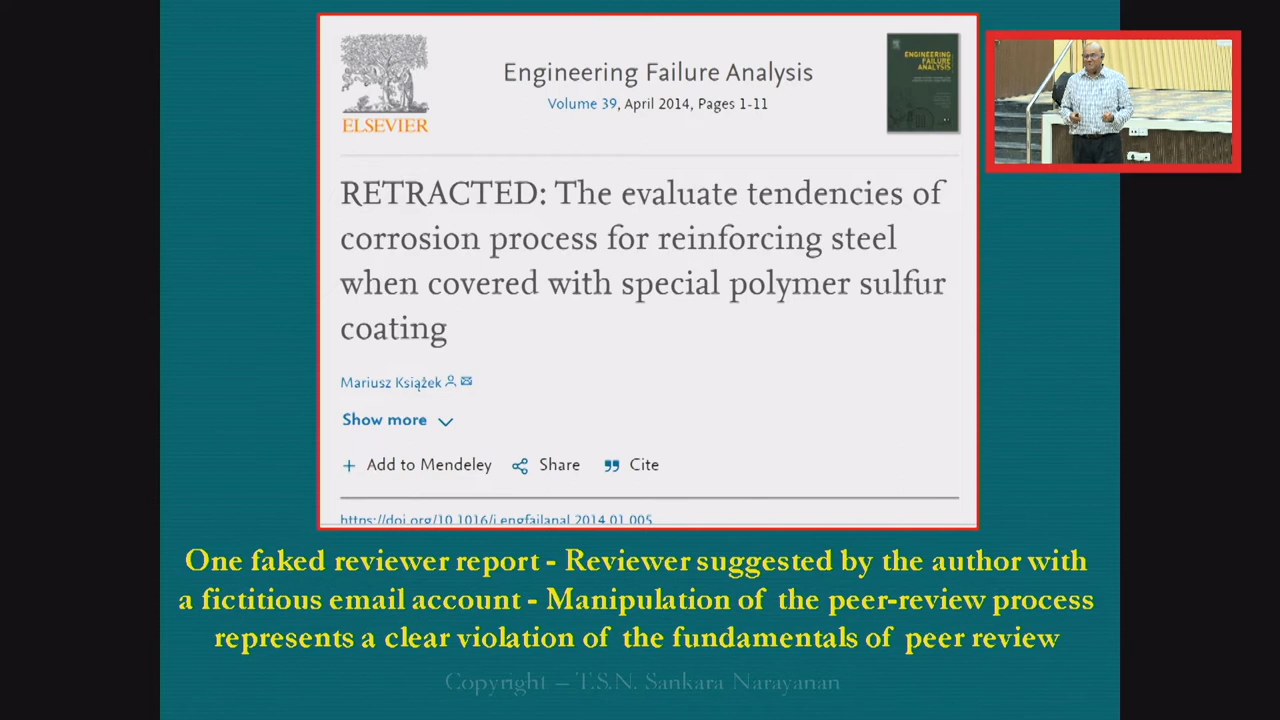 ELSEVIER
Engineering Failure Analysis
Volume 39, April 2014, Pages 1-11
ENGINEERING
FAILURE
ANALYSIS
RETRACTED: The evaluate tendencies of
corrosion process for reinforcing steel
when covered with special polymer sulfur
coating
Mariusz Książek
Show more
Add to Mendeley
Share
Cite
https://doi.org/10.1016/j.engfailanal.2014.01.005
One faked reviewer report - Reviewer suggested by the author with
a fictitious email account - Manipulation of the peer-review process
represents a clear violation of the fundamentals of peer review
Copyright – T.S.N. Sankara Narayanan